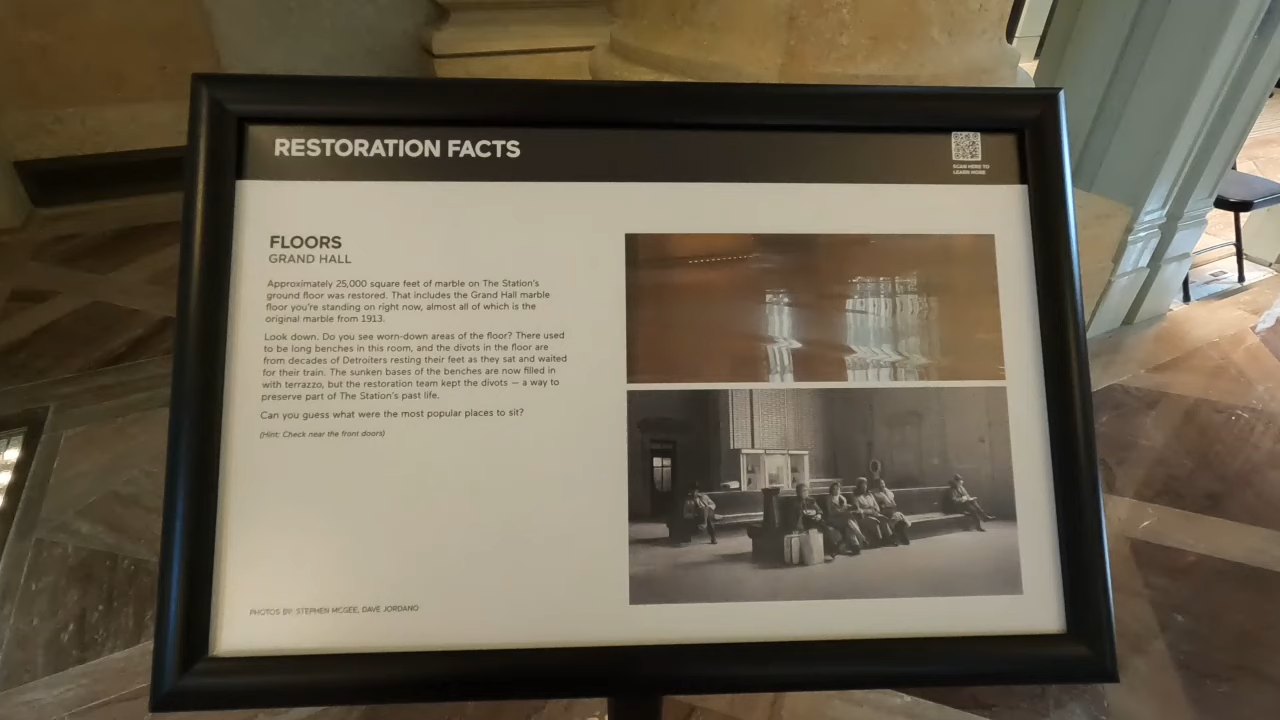 RESTORATION FACTS
SCAN HERE TO
LEARN MORE
FLOORS
GRAND HALL
Approximately 25,000 square feet of marble on The Station's
ground floor was restored. That includes the Grand Hall marble
floor you're standing on right now, almost all of which is the
original marble from 1913.
Look down. Do you see worn-down areas of the floor? There used
to be long benches in this room, and the divots in the floor are
from decades of Detroiters resting their feet as they sat and waited
for their train. The sunken bases of the benches are now filled in
with terrazzo, but the restoration team kept the divots — a way to
preserve part of The Station's past life.
Can you guess what were the most popular places to sit?
(Hint: Check near the front doors)
PHOTOS BY: STEPHEN MCGEE, DAVE JORDANO